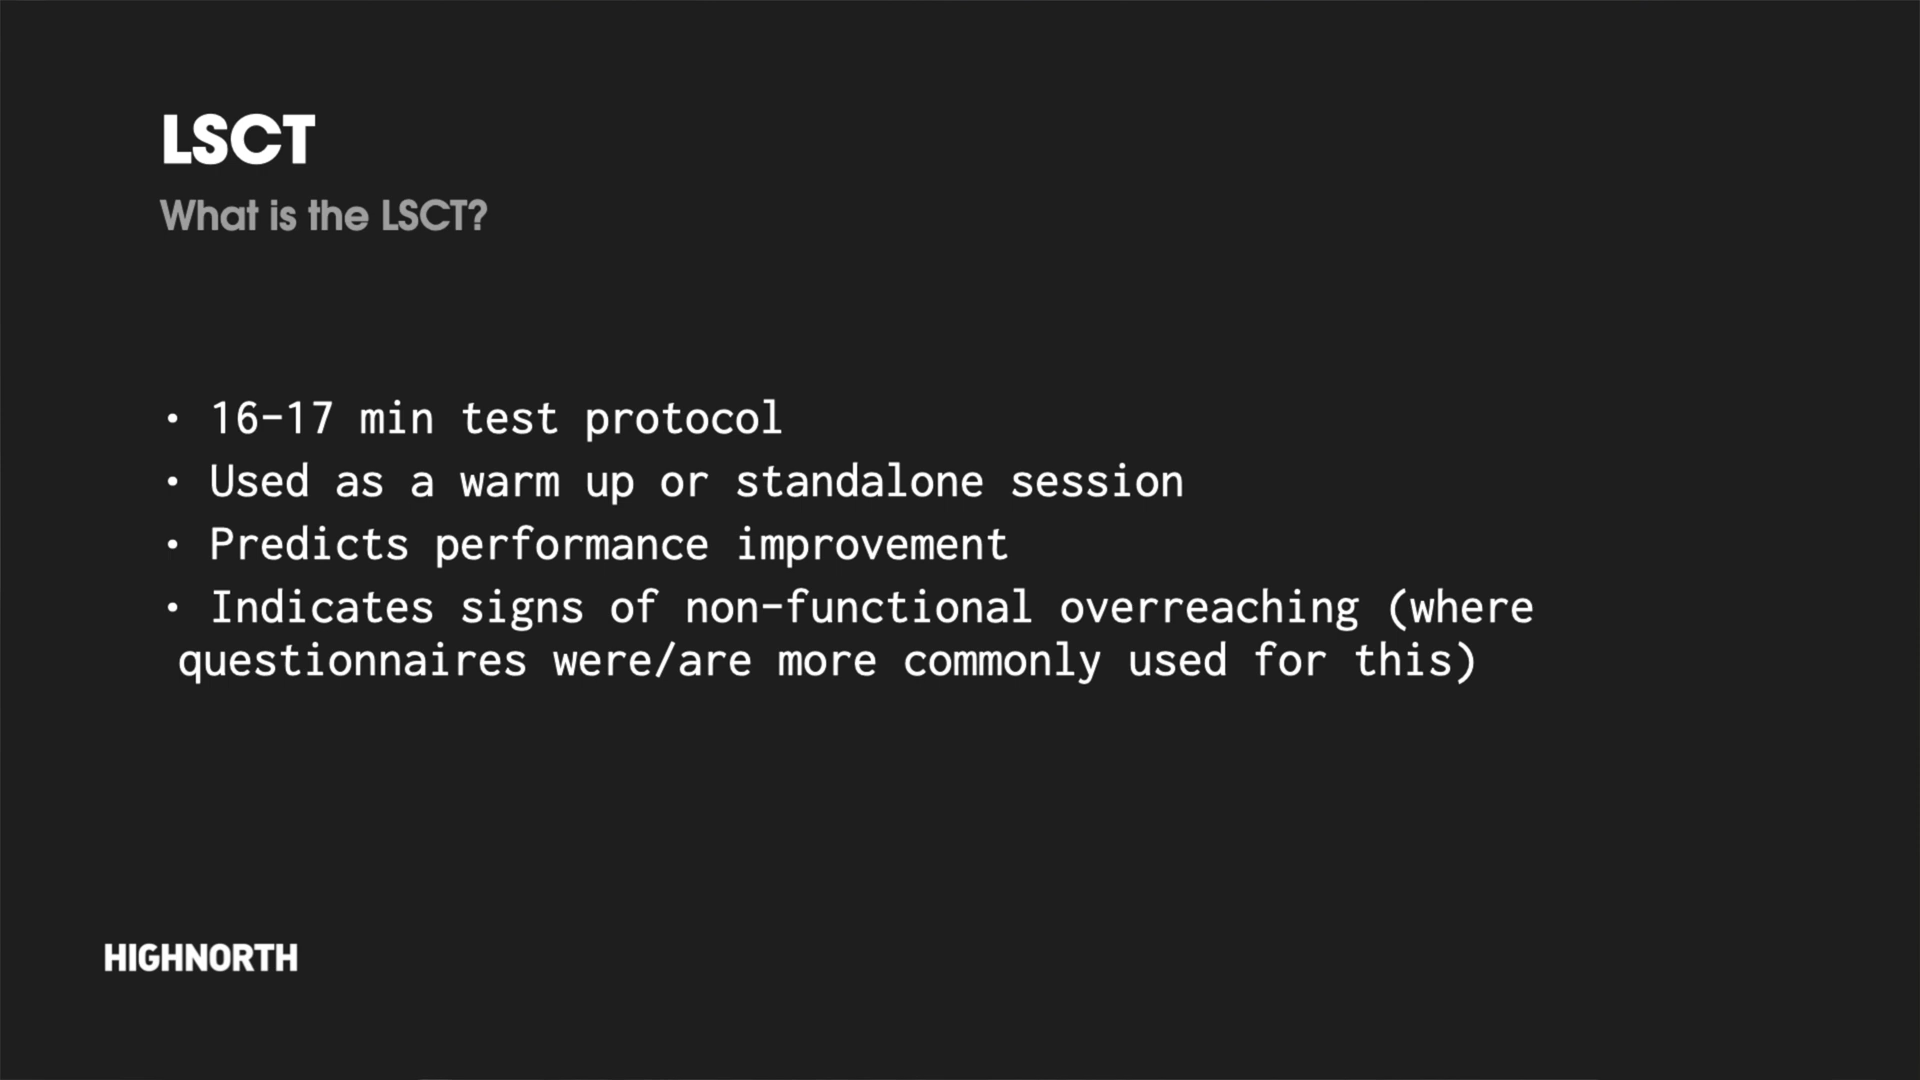 LSCT
What is the LSCT?
• 16-17 min test protocol
• Used as a warm up or standalone session
• Predicts performance improvement
• Indicates signs of non-functional overreaching (where
questionnaires were/are more commonly used for this)
HIGHNORTH